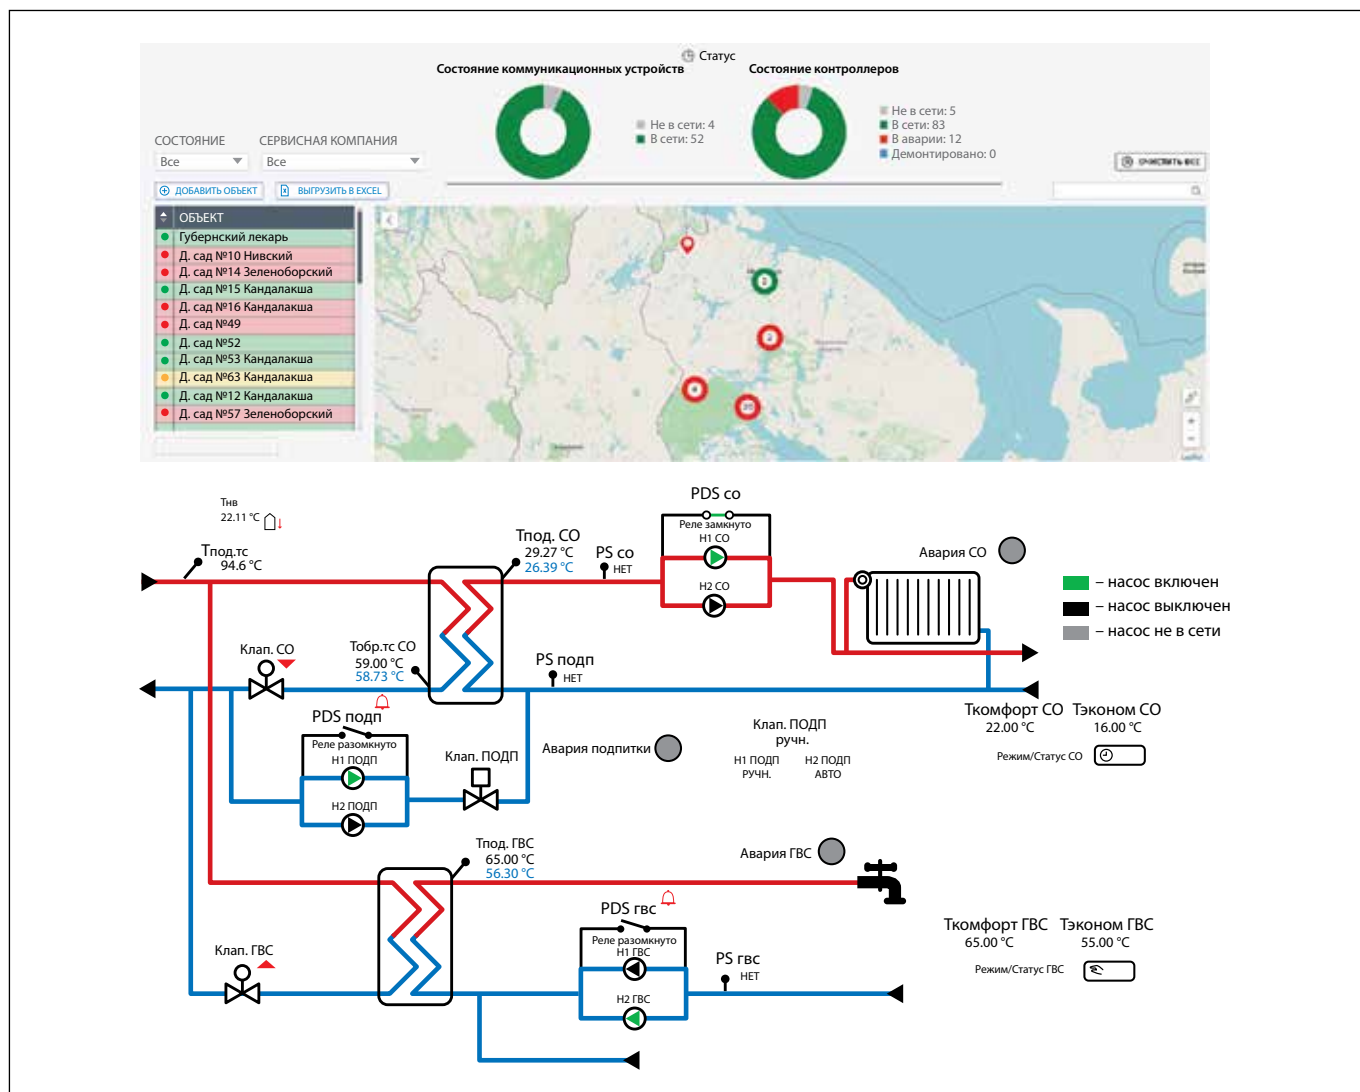 Статус
Состояние коммуникационных устройств
Состояние контроллеров
Не в сети: 4
В сети: 52
Не в сети: 5
В сети: 83
В аварии: 12
Демонтировано: 0
СОСТОЯНИЕ
СЕРВИСНАЯ КОМПАНИЯ
Все
Все
ОЧИСТИТЬ ВСЕ
ДОБАВИТЬ ОБЪЕКТ
ВЫГРУЗИТЬ В EXCEL
ОБЪЕКТ
Губернский лекарь
Д. сад №10 Нивский
Д. сад №14 Зеленоборский
Д. сад №15 Кандалакша
Д. сад №16 Кандалакша
Д. сад №49
Д. сад №52
Д. сад №53 Кандалакша
Д. сад №63 Кандалакша
Д. сад №12 Кандалакша
Д. сад №57 Зеленоборский
Тнв
22.11 °C
Тпод.тс
94.6 °C
Тпод. СО
29.27 °C
26.39 °C
PS со
НЕТ
PDS со
Реле замкнуто
Н1 СО
Н2 СО
Авария СО
– насос включен
– насос выключен
– насос не в сети
Клап. СО
Тобр.тс СО
59.00 °C
58.73 °C
PS подп
НЕТ
Ткомфорт СО
22.00 °C
Тэконом СО
16.00 °C
Режим/Статус СО
PDS подп
Реле разомкнуто
Н1 ПОДП
Н2 ПОДП
Клап. ПОДП
Авария подпитки
Клап. ПОДП
ручн.
Н1 ПОДП
РУЧН.
Н2 ПОДП
АВТО
Тпод. ГВС
65.00 °C
56.30 °C
Авария ГВС
PDS гвс
Реле разомкнуто
Н1 ГВС
Н2 ГВС
PS гвс
НЕТ
Клап. ГВС
Ткомфорт ГВС
65.00 °C
Тэконом ГВС
55.00 °C
Режим/Статус ГВС